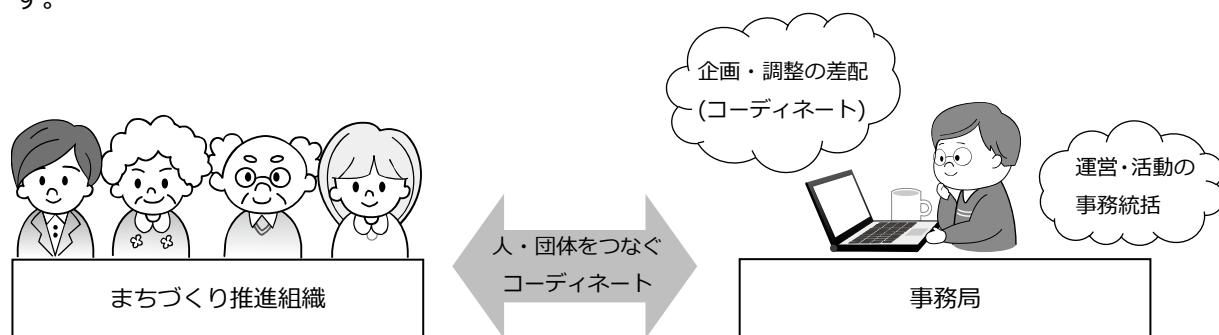 す。
企画・調整の差配
(コーディネート)
運営・活動の
事務統括
人・団体をつなぐ
コーディネート
まちづくり推進組織
事務局